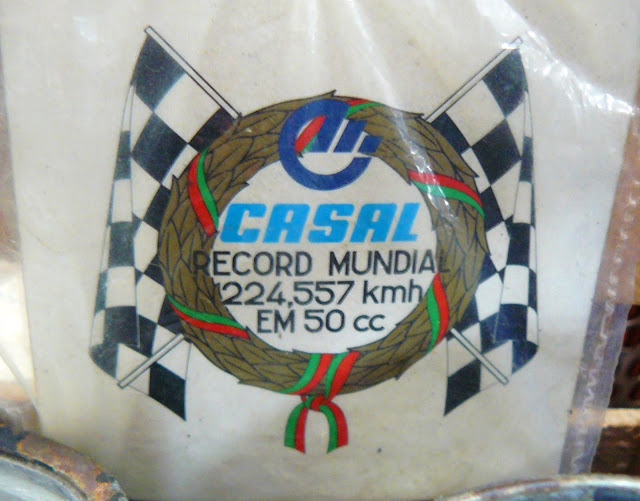 CASAL
RECORD MUNDIAL
224,557 kmh
EM 50 cc